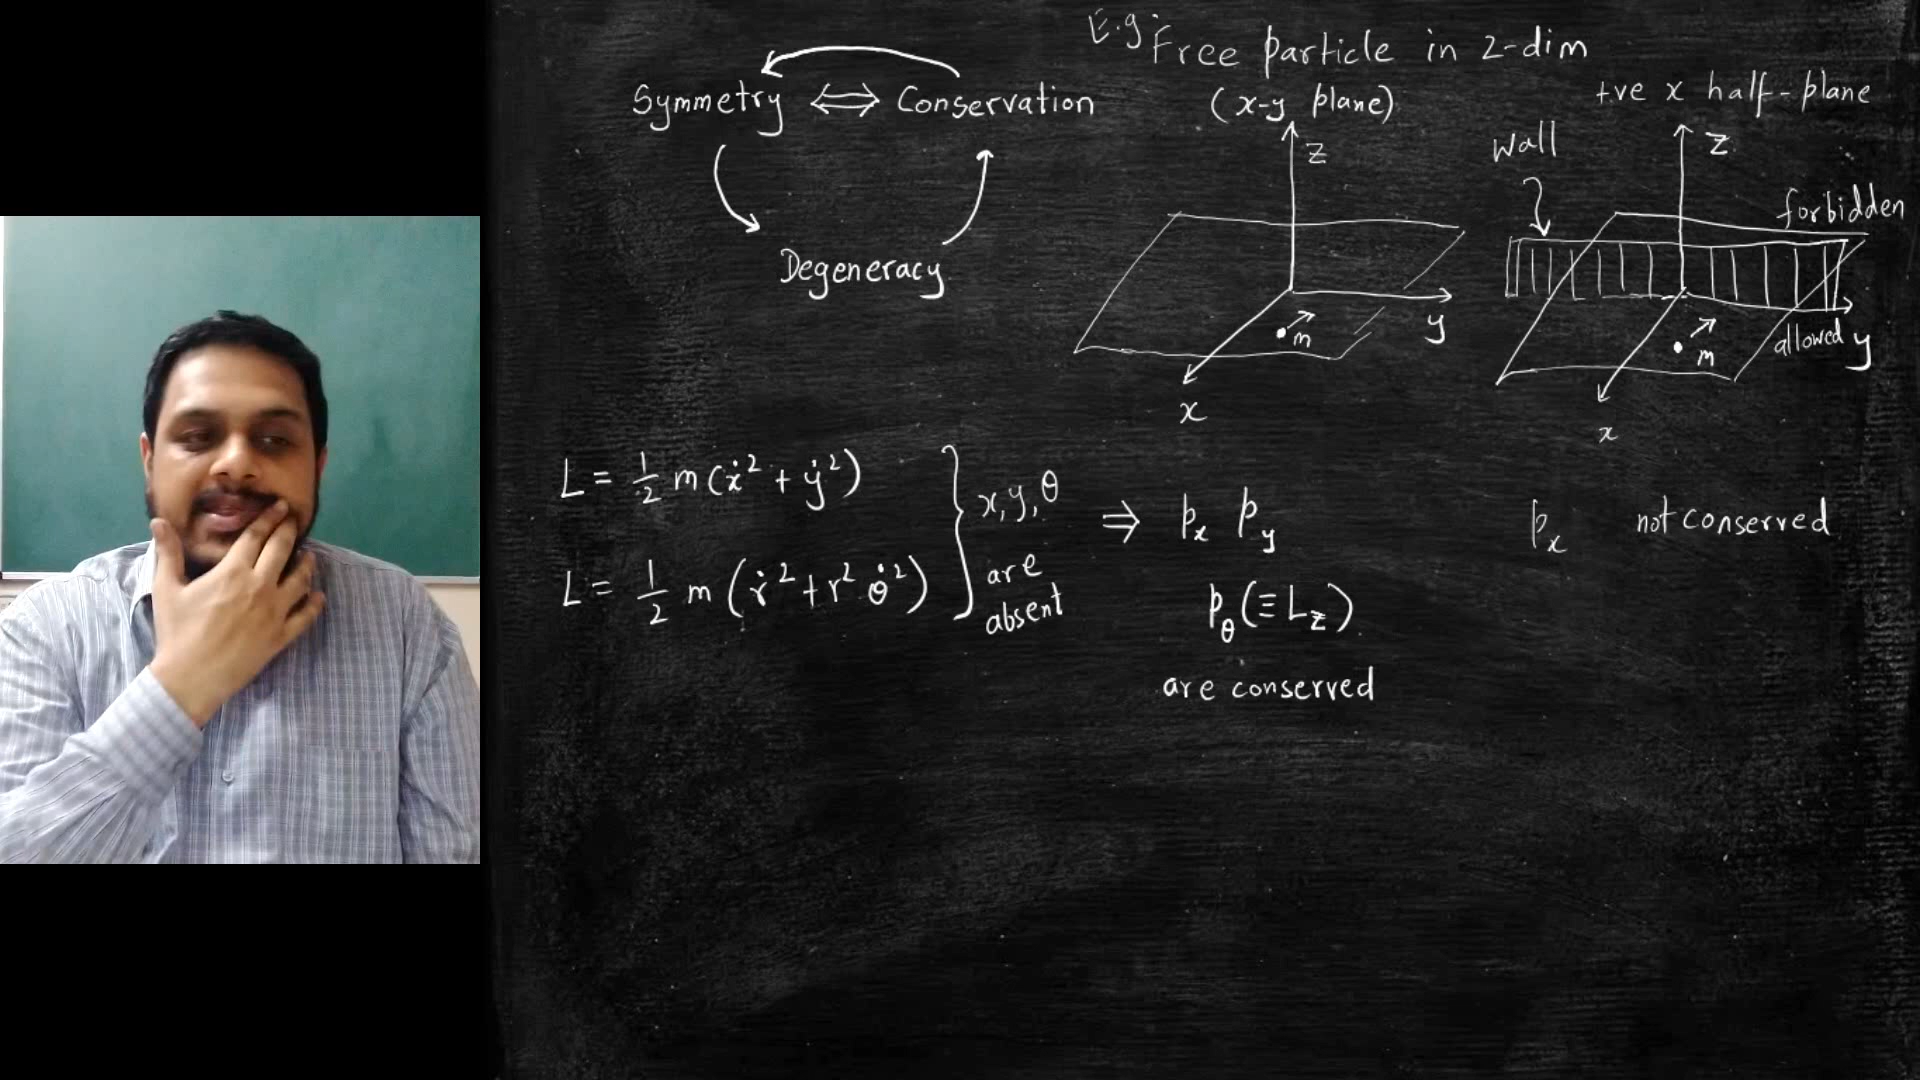 E.g. Free particle in 2-dim
(x-y plane)
+ve x half-plane
Symmetry ⇔ Conservation
Degeneracy
z
y
x
m
Wall
z
forbidden
allowed y
m
x
L = 1/2 m(ẋ² + ẏ²)
L = 1/2 m (ṙ² + r² θ̇²)
x, y, θ
are
absent
⇒ pₓ p_y
p_θ (≡ L_z)
are conserved
pₓ not conserved